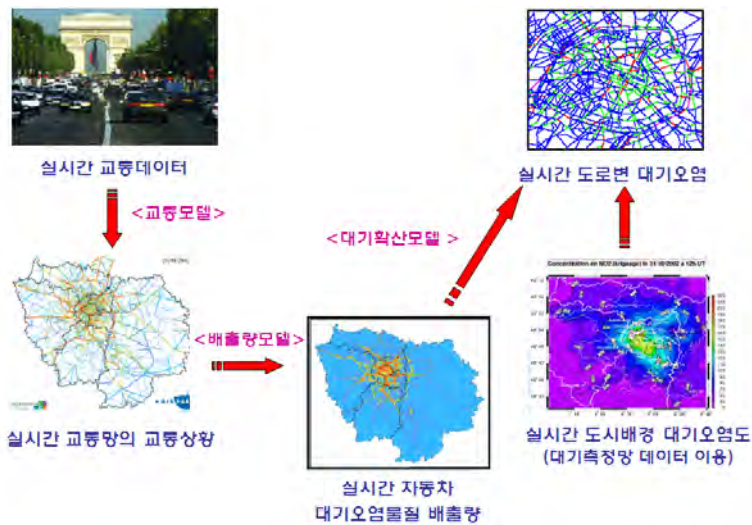 실시간 교통데이터
<교통모델>
실시간 교통망의 교통상황
<배출량모델>
실시간 자동차
대기오염물질 배출량
<대기확산모델>
실시간 도로변 대기오염
실시간 도시배경 대기오염도
(대기측정망 데이터 이용)